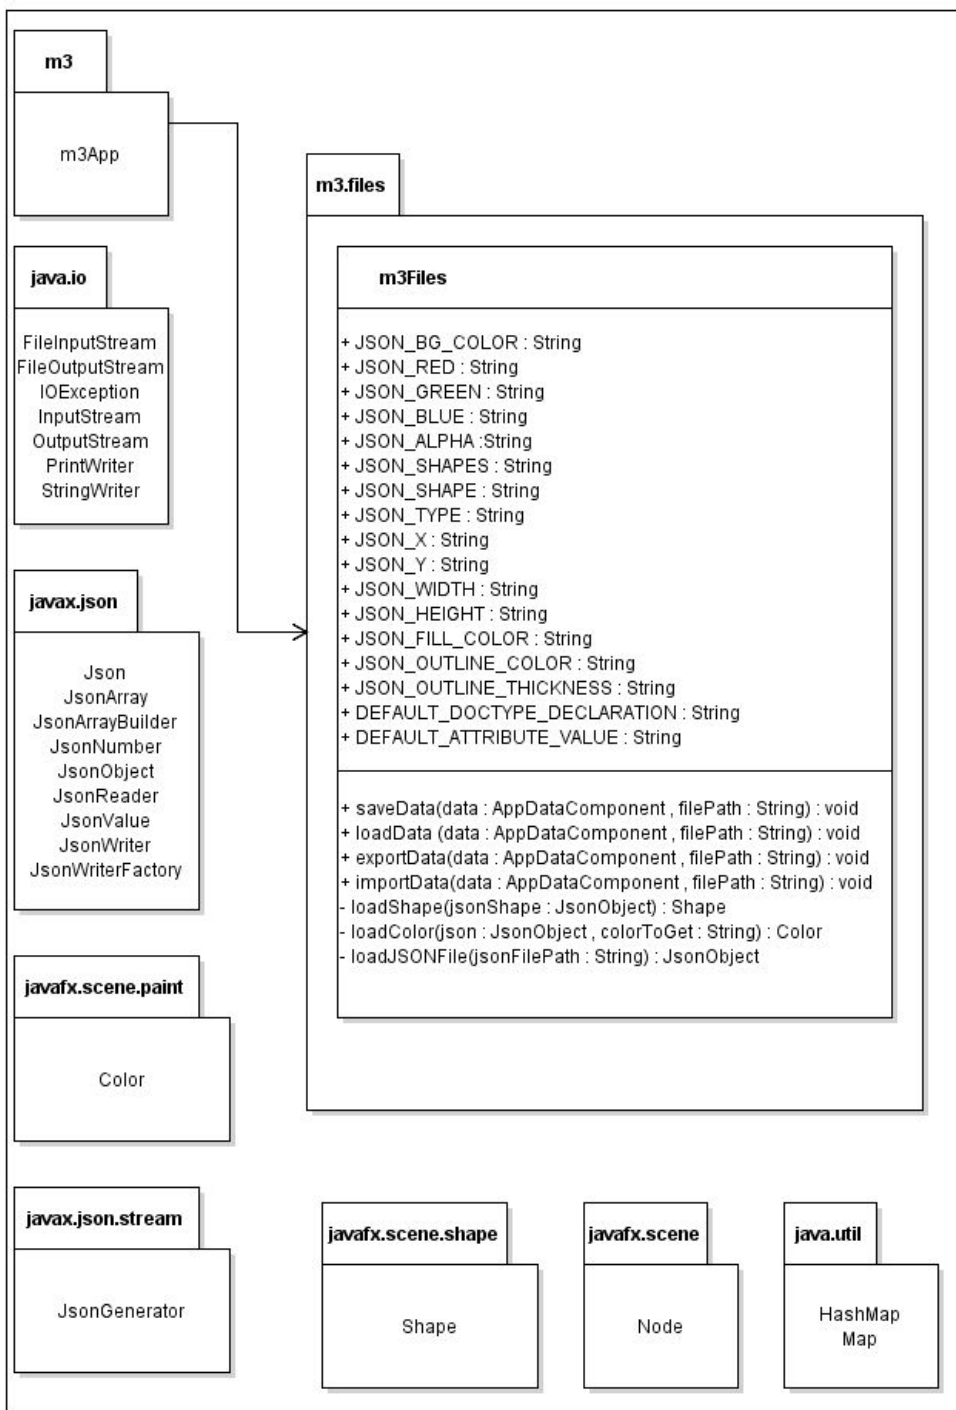 m3
m3App
java.io
FileInputStream
FileOutputStream
IOException
InputStream
OutputStream
PrintWriter
StringWriter
javax.json
Json
JsonArray
JsonArrayBuilder
JsonNumber
JsonObject
JsonReader
JsonValue
JsonWriter
JsonWriterFactory
javafx.scene.paint
Color
javax.json.stream
JsonGenerator
m3.files
m3Files
+ JSON_BG_COLOR : String
+ JSON_RED : String
+ JSON_GREEN : String
+ JSON_BLUE : String
+ JSON_ALPHA :String
+ JSON_SHAPES : String
+ JSON_SHAPE : String
+ JSON_TYPE : String
+ JSON_X : String
+ JSON_Y : String
+ JSON_WIDTH : String
+ JSON_HEIGHT : String
+ JSON_FILL_COLOR : String
+ JSON_OUTLINE_COLOR : String
+ JSON_OUTLINE_THICKNESS : String
+ DEFAULT_DOCTYPE_DECLARATION : String
+ DEFAULT_ATTRIBUTE_VALUE : String
+ saveData(data : AppDataComponent , filePath : String) : void
+ loadData (data : AppDataComponent , filePath : String) : void
+ exportData(data : AppDataComponent , filePath : String) : void
+ importData(data : AppDataComponent , filePath : String) : void
- loadShape(jsonShape : JsonObject) : Shape
- loadColor(json : JsonObject , colorToGet : String) : Color
- loadJSONFile(jsonFilePath : String) : JsonObject
javafx.scene.shape
Shape
javafx.scene
Node
java.util
HashMap
Map